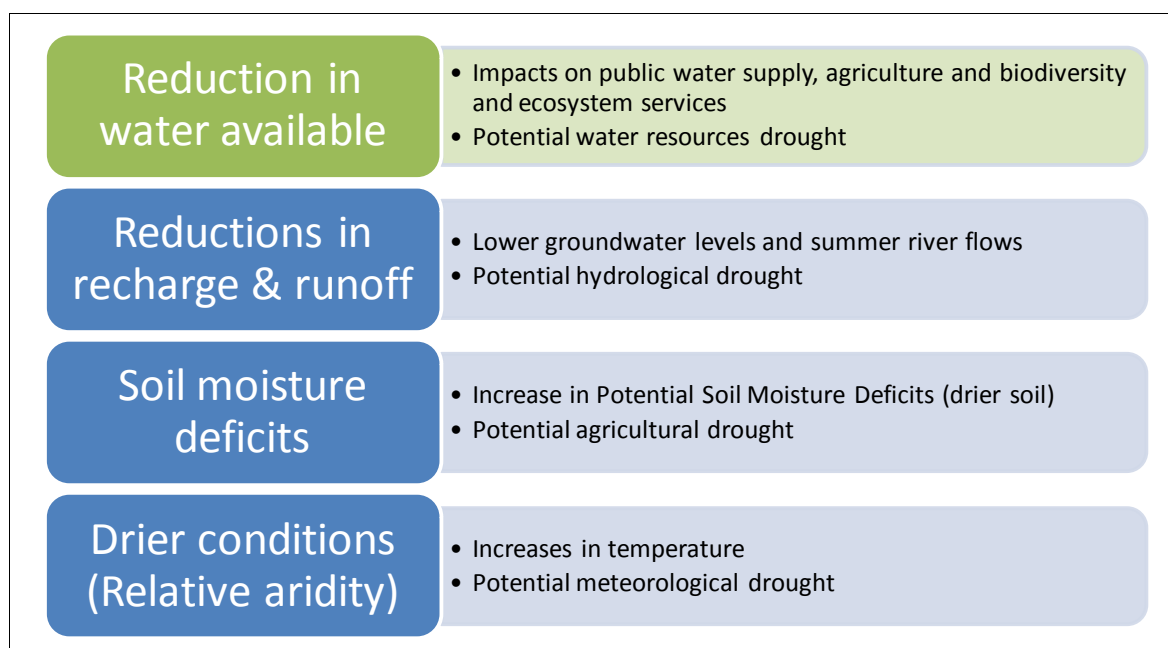 Reduction in
water available
• Impacts on public water supply, agriculture and biodiversity
and ecosystem services
• Potential water resources drought
Reductions in
recharge & runoff
• Lower groundwater levels and summer river flows
• Potential hydrological drought
Soil moisture
deficits
• Increase in Potential Soil Moisture Deficits (drier soil)
• Potential agricultural drought
Drier conditions
(Relative aridity)
• Increases in temperature
• Potential meteorological drought